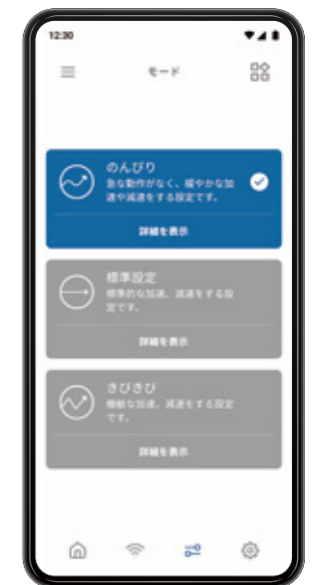 12:30
モード
のんびり
急な動作がなく、緩やかな加
速や減速をする設定です。
詳細を表示
標準設定
標準的な加速、減速をする設
定です。
詳細を表示
きびきび
機敏な加速、減速をする設定
です。
詳細を表示